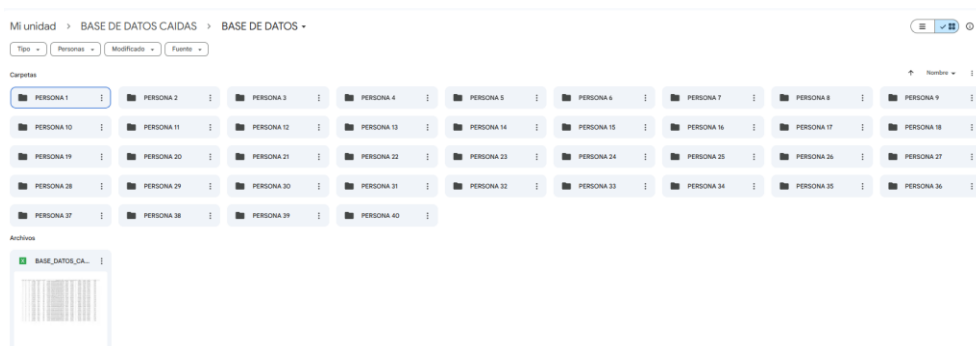 Mi unidad > BASE DE DATOS CAIDAS > BASE DE DATOS
Tipo Personas Modificado Fuente
Carpetas Nombre
PERSONA 1 PERSONA 2 PERSONA 3 PERSONA 4 PERSONA 5 PERSONA 6 PERSONA 7 PERSONA 8 PERSONA 9
PERSONA 10 PERSONA 11 PERSONA 12 PERSONA 13 PERSONA 14 PERSONA 15 PERSONA 16 PERSONA 17 PERSONA 18
PERSONA 19 PERSONA 20 PERSONA 21 PERSONA 22 PERSONA 23 PERSONA 24 PERSONA 25 PERSONA 26 PERSONA 27
PERSONA 28 PERSONA 29 PERSONA 30 PERSONA 31 PERSONA 32 PERSONA 33 PERSONA 34 PERSONA 35 PERSONA 36
PERSONA 37 PERSONA 38 PERSONA 39 PERSONA 40
Archivos
BASE_DATOS_CA...